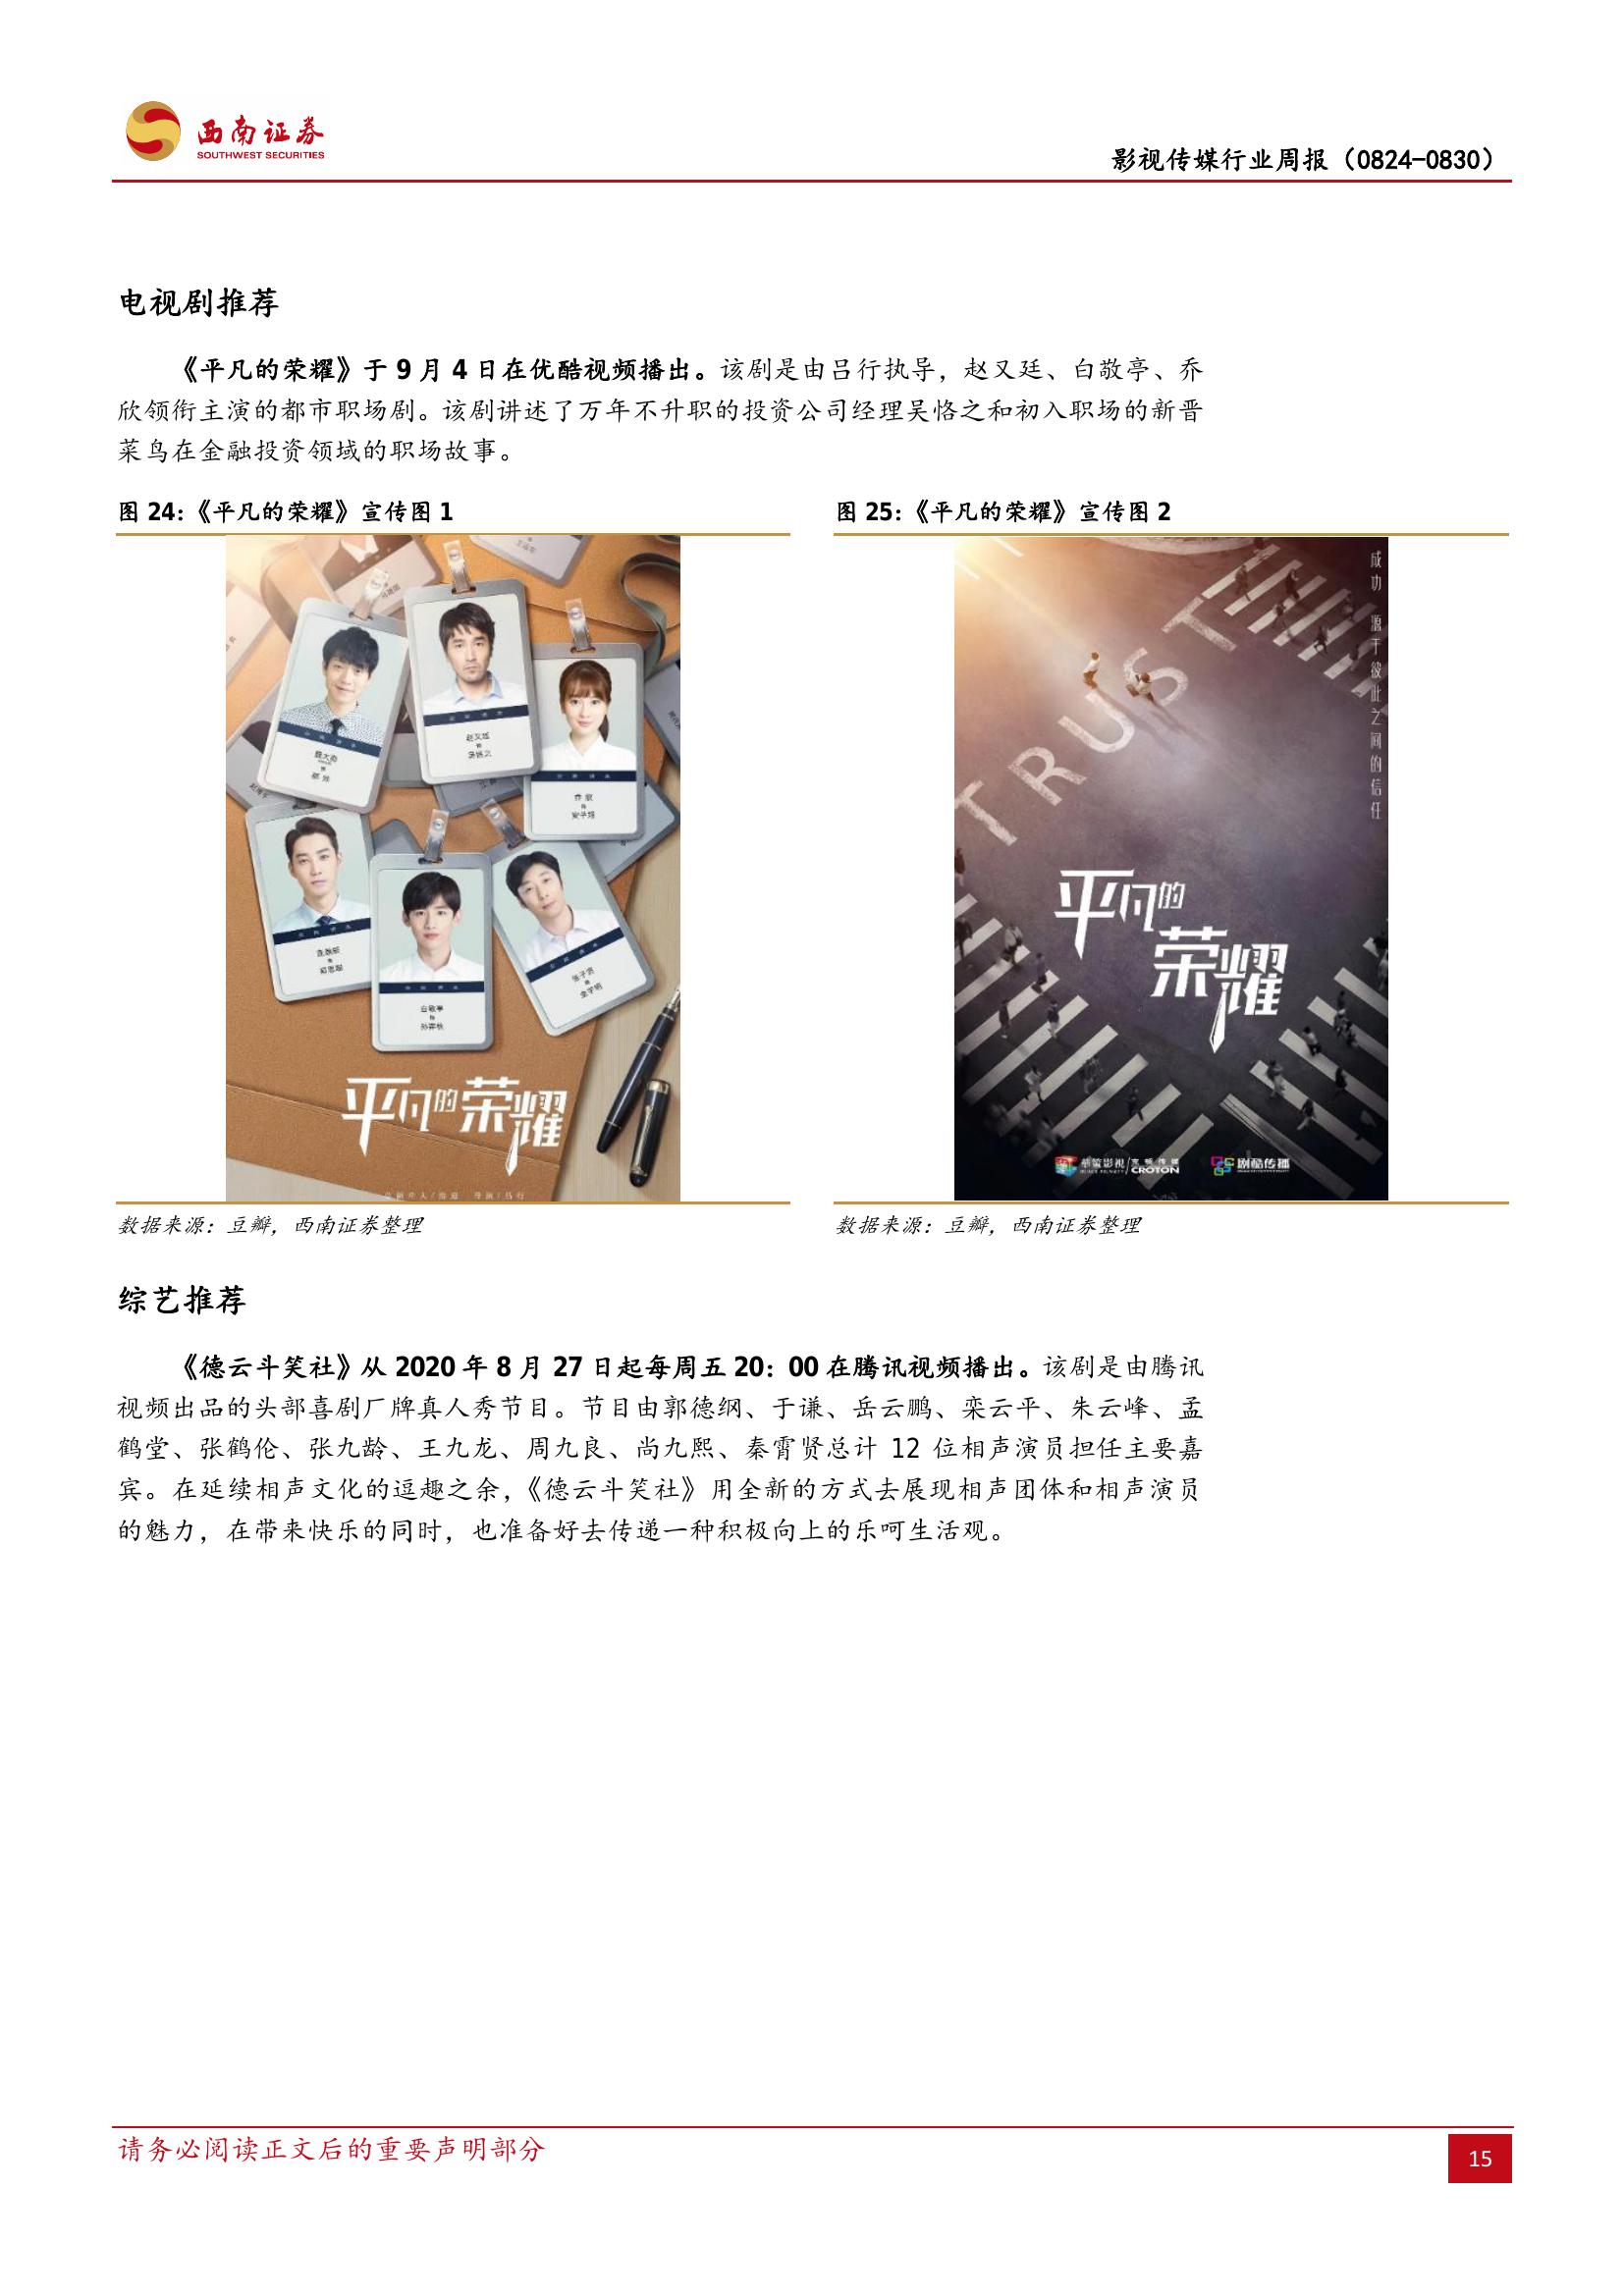 西南证券
SOUTHWEST SECURITIES
影视传媒行业周报（0824-0830）
电视剧推荐
《平凡的荣耀》于 9 月 4 日在优酷视频播出。该剧是由吕行执导，赵又廷、白敬亭、乔
欣领衔主演的都市职场剧。该剧讲述了万年不升职的投资公司经理吴恪之和初入职场的新晋
菜鸟在金融投资领域的职场故事。
图 24：《平凡的荣耀》宣传图 1
图 25：《平凡的荣耀》宣传图 2
赵又廷
乔欣
白敬亭
平凡的荣耀
成功 源于彼此之间的信任
TRUST
平凡的
荣耀
CROTON
剧酷传播
数据来源：豆瓣，西南证券整理
数据来源：豆瓣，西南证券整理
综艺推荐
《德云斗笑社》从 2020 年 8 月 27 日起每周五 20：00 在腾讯视频播出。该剧是由腾讯
视频出品的头部喜剧厂牌真人秀节目。节目由郭德纲、于谦、岳云鹏、栾云平、朱云峰、孟
鹤堂、张鹤伦、张九龄、王九龙、周九良、尚九熙、秦霄贤总计 12 位相声演员担任主要嘉
宾。在延续相声文化的逗趣之余，《德云斗笑社》用全新的方式去展现相声团体和相声演员
的魅力，在带来快乐的同时，也准备好去传递一种积极向上的乐呵生活观。
请务必阅读正文后的重要声明部分
15